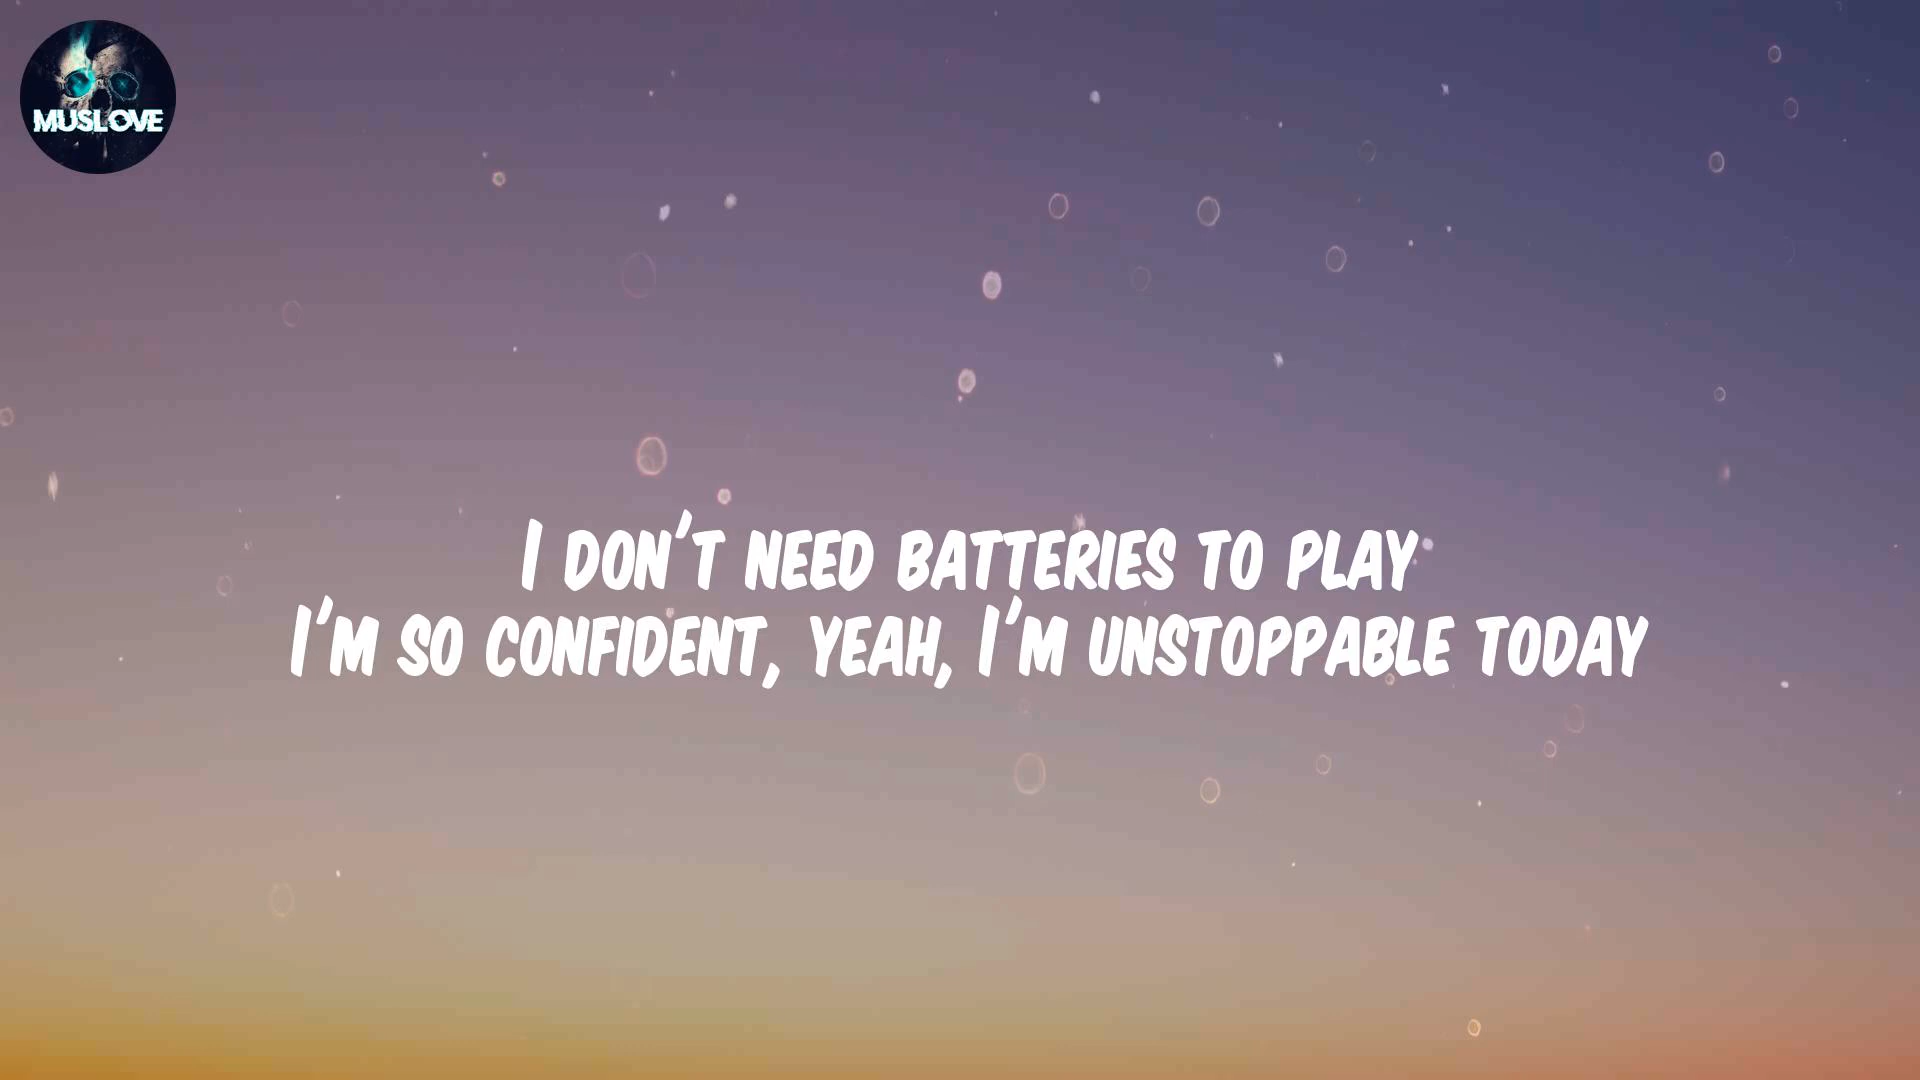 MUSLOVE
I DON'T NEED BATTERIES TO PLAY
I'M SO CONFIDENT, YEAH, I'M UNSTOPPABLE TODAY